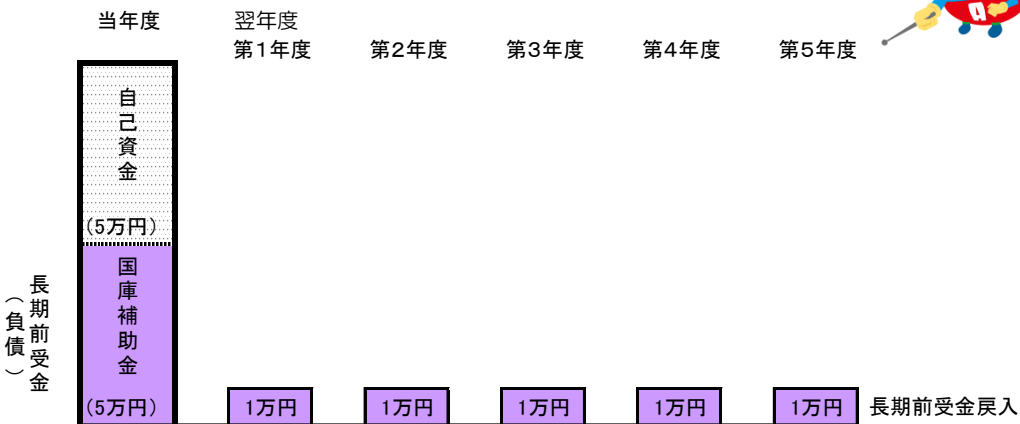 当年度
翌年度
第1年度
第2年度
第3年度
第4年度
第5年度
自己資金
(5万円)
国庫補助金
(5万円)
長期前受金
(負債)
1万円
1万円
1万円
1万円
1万円
長期前受金戻入
A